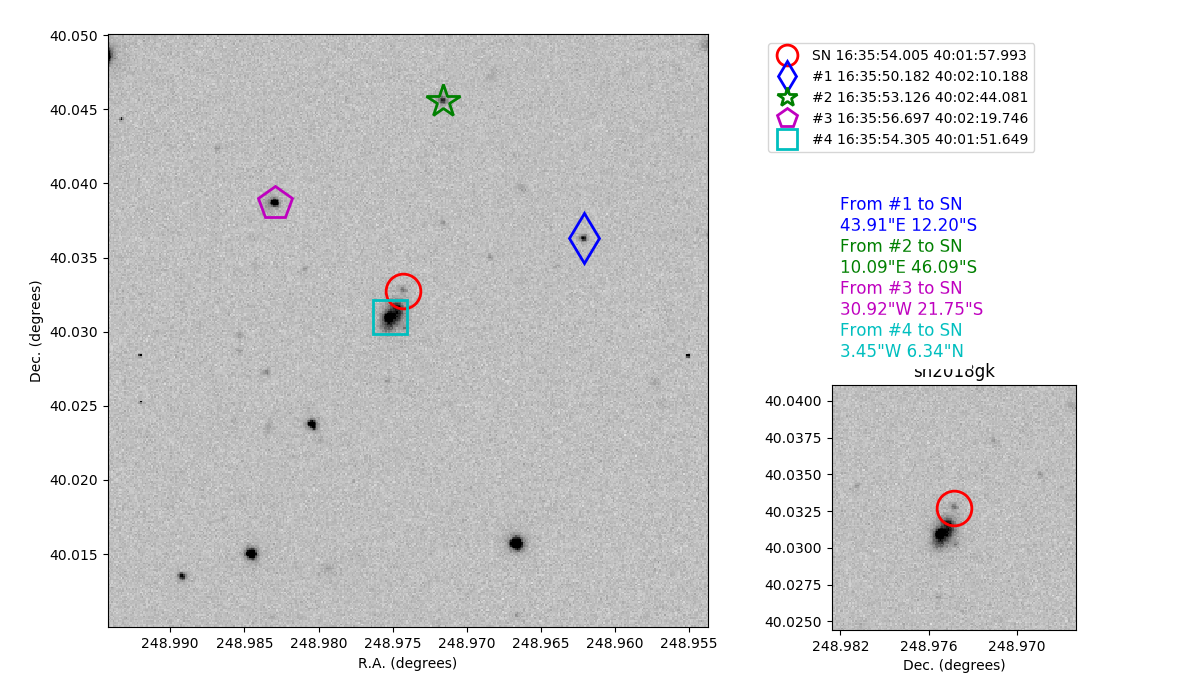 40.050
40.045
40.040
40.035
40.030
40.025
40.020
40.015
Dec. (degrees)
248.990 248.985 248.980 248.975 248.970 248.965 248.960 248.955
R.A. (degrees)
SN 16:35:54.005 40:01:57.993
#1 16:35:50.182 40:02:10.188
#2 16:35:53.126 40:02:44.081
#3 16:35:56.697 40:02:19.746
#4 16:35:54.305 40:01:51.649
From #1 to SN
43.91"E 12.20"S
From #2 to SN
10.09"E 46.09"S
From #3 to SN
30.92"W 21.75"S
From #4 to SN
3.45"W 6.34"N
sn2018gk
40.0400
40.0375
40.0350
40.0325
40.0300
40.0275
40.0250
248.982 248.976 248.970
Dec. (degrees)